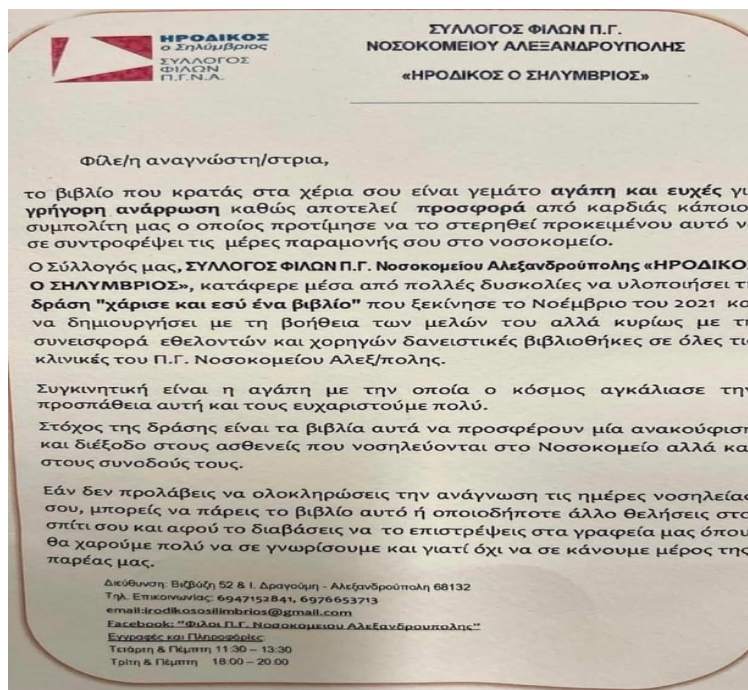 ΗΡΟΔΙΚΟΣ
ο Σηλύμβριος
ΣΥΛΛΟΓΟΣ
ΦΙΛΩΝ
Π.Γ.Ν.Α.
ΣΥΛΛΟΓΟΣ ΦΙΛΩΝ Π.Γ.
ΝΟΣΟΚΟΜΕΙΟΥ ΑΛΕΞΑΝΔΡΟΥΠΟΛΗΣ
«ΗΡΟΔΙΚΟΣ Ο ΣΗΛΥΜΒΡΙΟΣ»
Φίλε/η αναγνώστη/στρια,
το βιβλίο που κρατάς στα χέρια σου είναι γεμάτο αγάπη και ευχές γι
γρήγορη ανάρρωση καθώς αποτελεί προσφορά από καρδιάς κάποιο
συμπολίτη μας ο οποίος προτίμησε να το στερηθεί προκειμένου αυτό ν
σε συντροφέψει τις μέρες παραμονής σου στο νοσοκομείο.
Ο Σύλλογός μας, ΣΥΛΛΟΓΟΣ ΦΙΛΩΝ Π.Γ. Νοσοκομείου Αλεξανδρούπολης «ΗΡΟΔΙΚΟΣ
Ο ΣΗΛΥΜΒΡΙΟΣ», κατάφερε μέσα από πολλές δυσκολίες να υλοποιήσει τ
δράση "χάρισε και εσύ ένα βιβλίο" που ξεκίνησε το Νοέμβριο του 2021 κα
να δημιουργήσει με τη βοήθεια των μελών του αλλά κυρίως με τ
συνεισφορά εθελοντών και χορηγών δανειστικές βιβλιοθήκες σε όλες τις
κλινικές του Π.Γ. Νοσοκομείου Αλεξ/πολης.
Συγκινητική είναι η αγάπη με την οποία ο κόσμος αγκάλιασε την
προσπάθεια αυτή και τους ευχαριστούμε πολύ.
Στόχος της δράσης είναι τα βιβλία αυτά να προσφέρουν μία ανακούφιση
και διέξοδο στους ασθενείς που νοσηλεύονται στο Νοσοκομείο αλλά και
στους συνοδούς τους.
Εάν δεν προλάβεις να ολοκληρώσεις την ανάγνωση τις ημέρες νοσηλείας
σου, μπορείς να πάρεις το βιβλίο αυτό ή οποιοδήποτε άλλο θελήσεις στο
σπίτι σου και αφού το διαβάσεις να το επιστρέψεις στα γραφεία μας όπου
θα χαρούμε πολύ να σε γνωρίσουμε και γιατί όχι να σε κάνουμε μέρος της
παρέας μας.
Διεύθυνση: Βιζβύζη 52 & Ι. Δραγούμη - Αλεξανδρούπολη 68132
Τηλ. Επικοινωνίας: 6947152841, 6976653713
email:irodikososilimbrios@gmail.com
Facebook: "Φιλοι Π.Γ. Νοσοκομειου Αλεξανδρουπολης"
Εγγραφές και Πληροφορίες:
Τετάρτη & Πέμπτη 11:30 – 13:30
Τρίτη & Πέμπτη 18:00 – 20:00